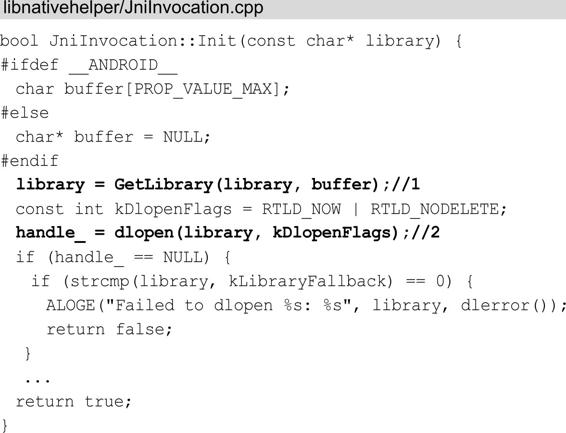 libnativehelper/JniInvocation.cpp
bool JniInvocation::Init(const char* library) {
#ifdef __ANDROID__
  char buffer[PROP_VALUE_MAX];
#else
  char* buffer = NULL;
#endif
  library = GetLibrary(library, buffer);//1
  const int kDlopenFlags = RTLD_NOW | RTLD_NODELETE;
  handle_ = dlopen(library, kDlopenFlags);//2
  if (handle_ == NULL) {
    if (strcmp(library, kLibraryFallback) == 0) {
      ALOGE("Failed to dlopen %s: %s", library, dlerror());
      return false;
   }
   ...
  return true;
}